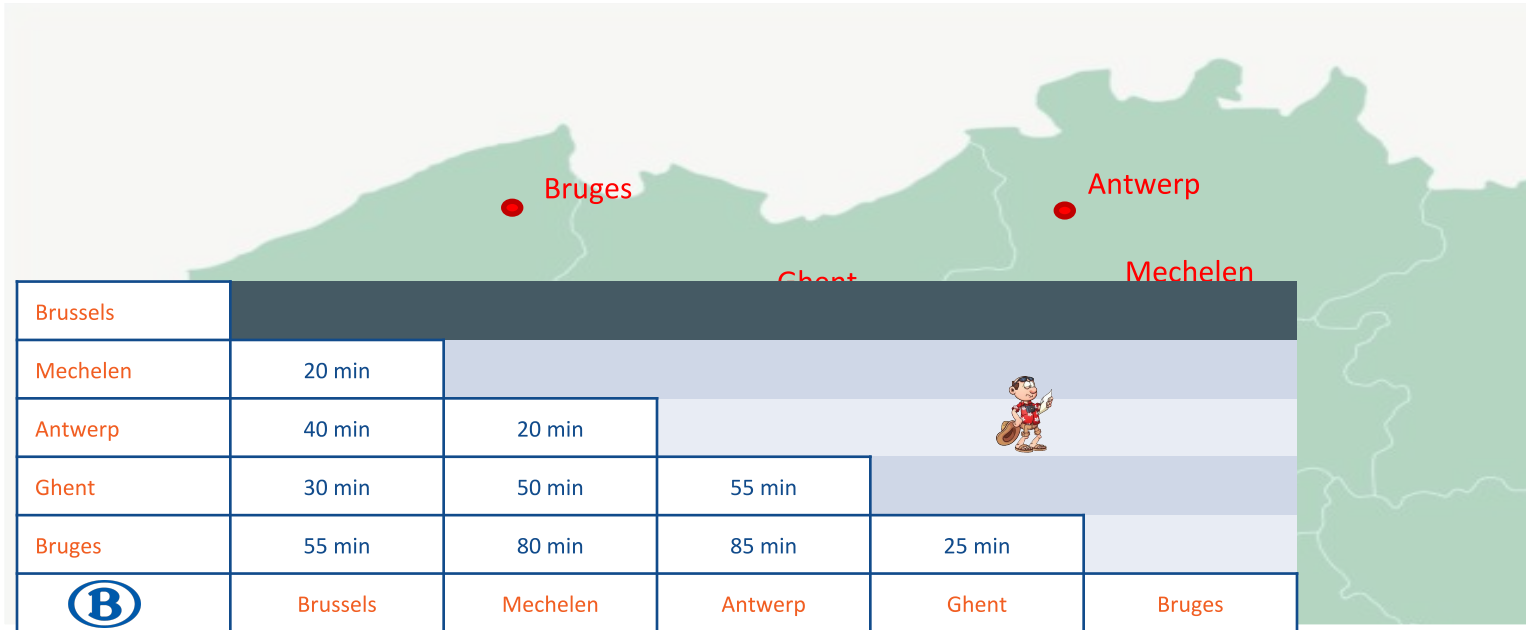 Bruges
Antwerp
Ghent
Mechelen
Brussels
Mechelen 20 min
Antwerp 40 min 20 min
Ghent 30 min 50 min 55 min
Bruges 55 min 80 min 85 min 25 min
B Brussels Mechelen Antwerp Ghent Bruges